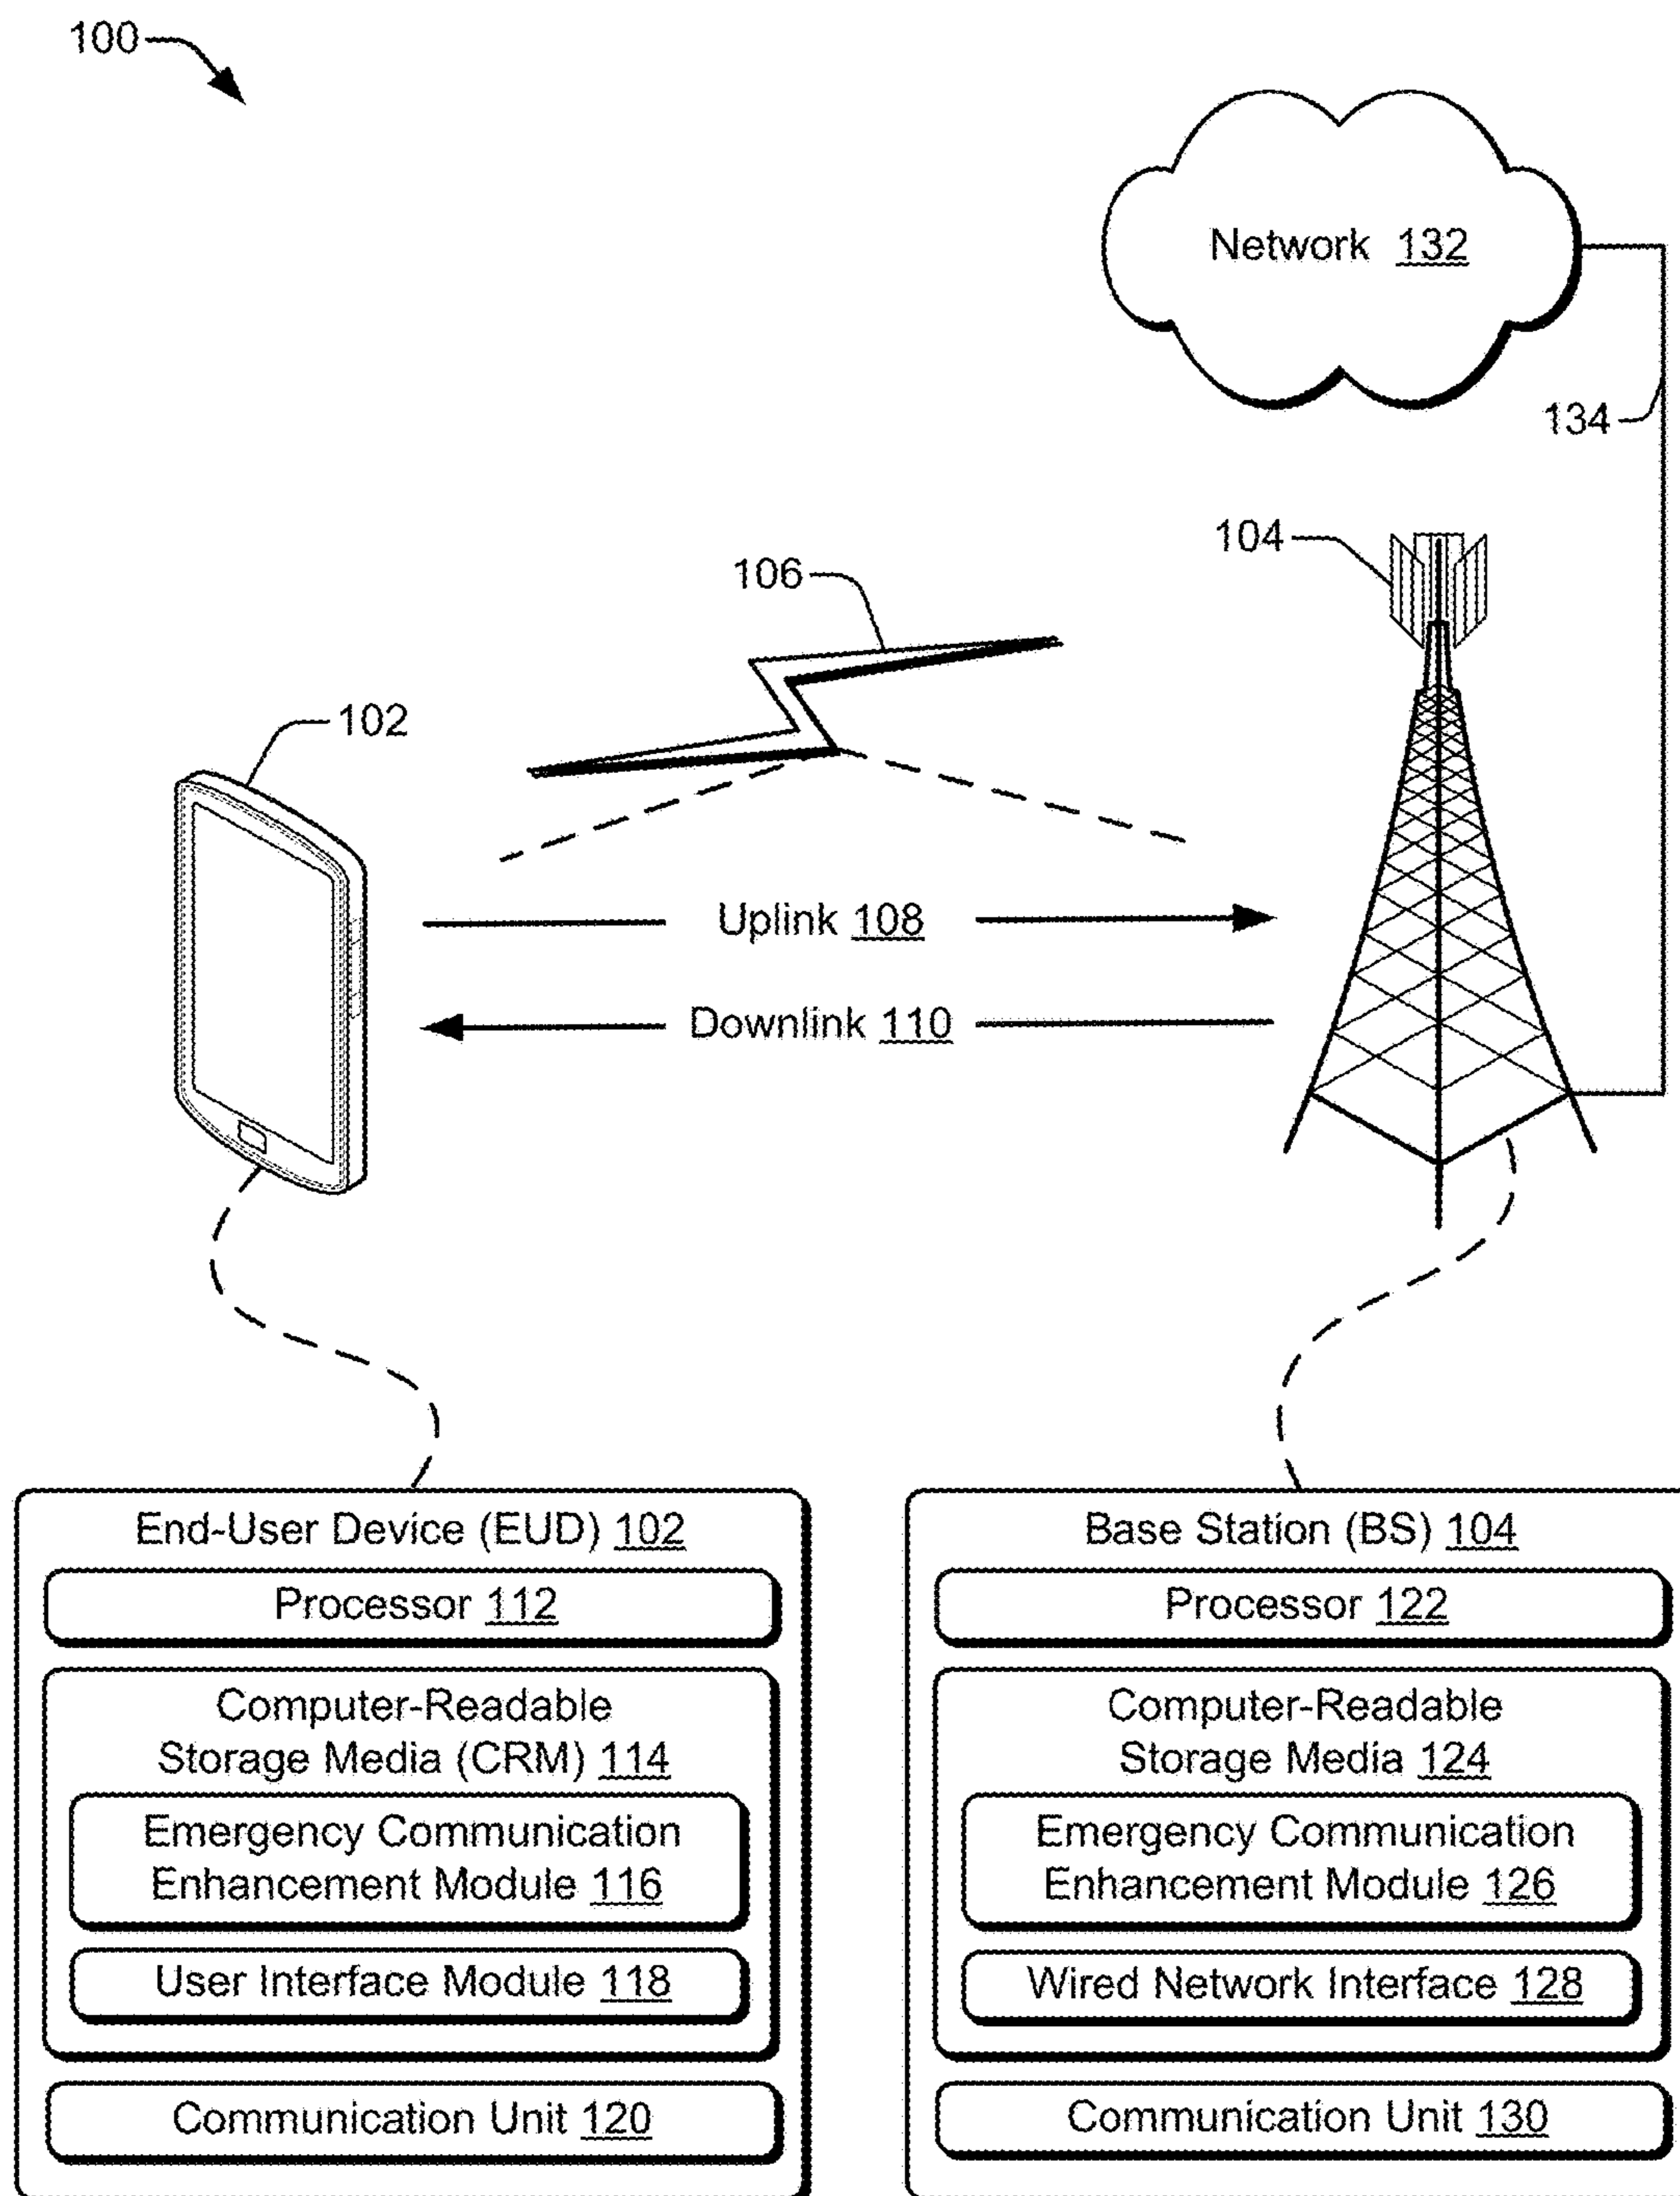 100
Network 132
134
104
106
102
Uplink 108
Downlink 110
End-User Device (EUD) 102
Processor 112
Computer-Readable
Storage Media (CRM) 114
Emergency Communication
Enhancement Module 116
User Interface Module 118
Communication Unit 120
Base Station (BS) 104
Processor 122
Computer-Readable
Storage Media 124
Emergency Communication
Enhancement Module 126
Wired Network Interface 128
Communication Unit 130